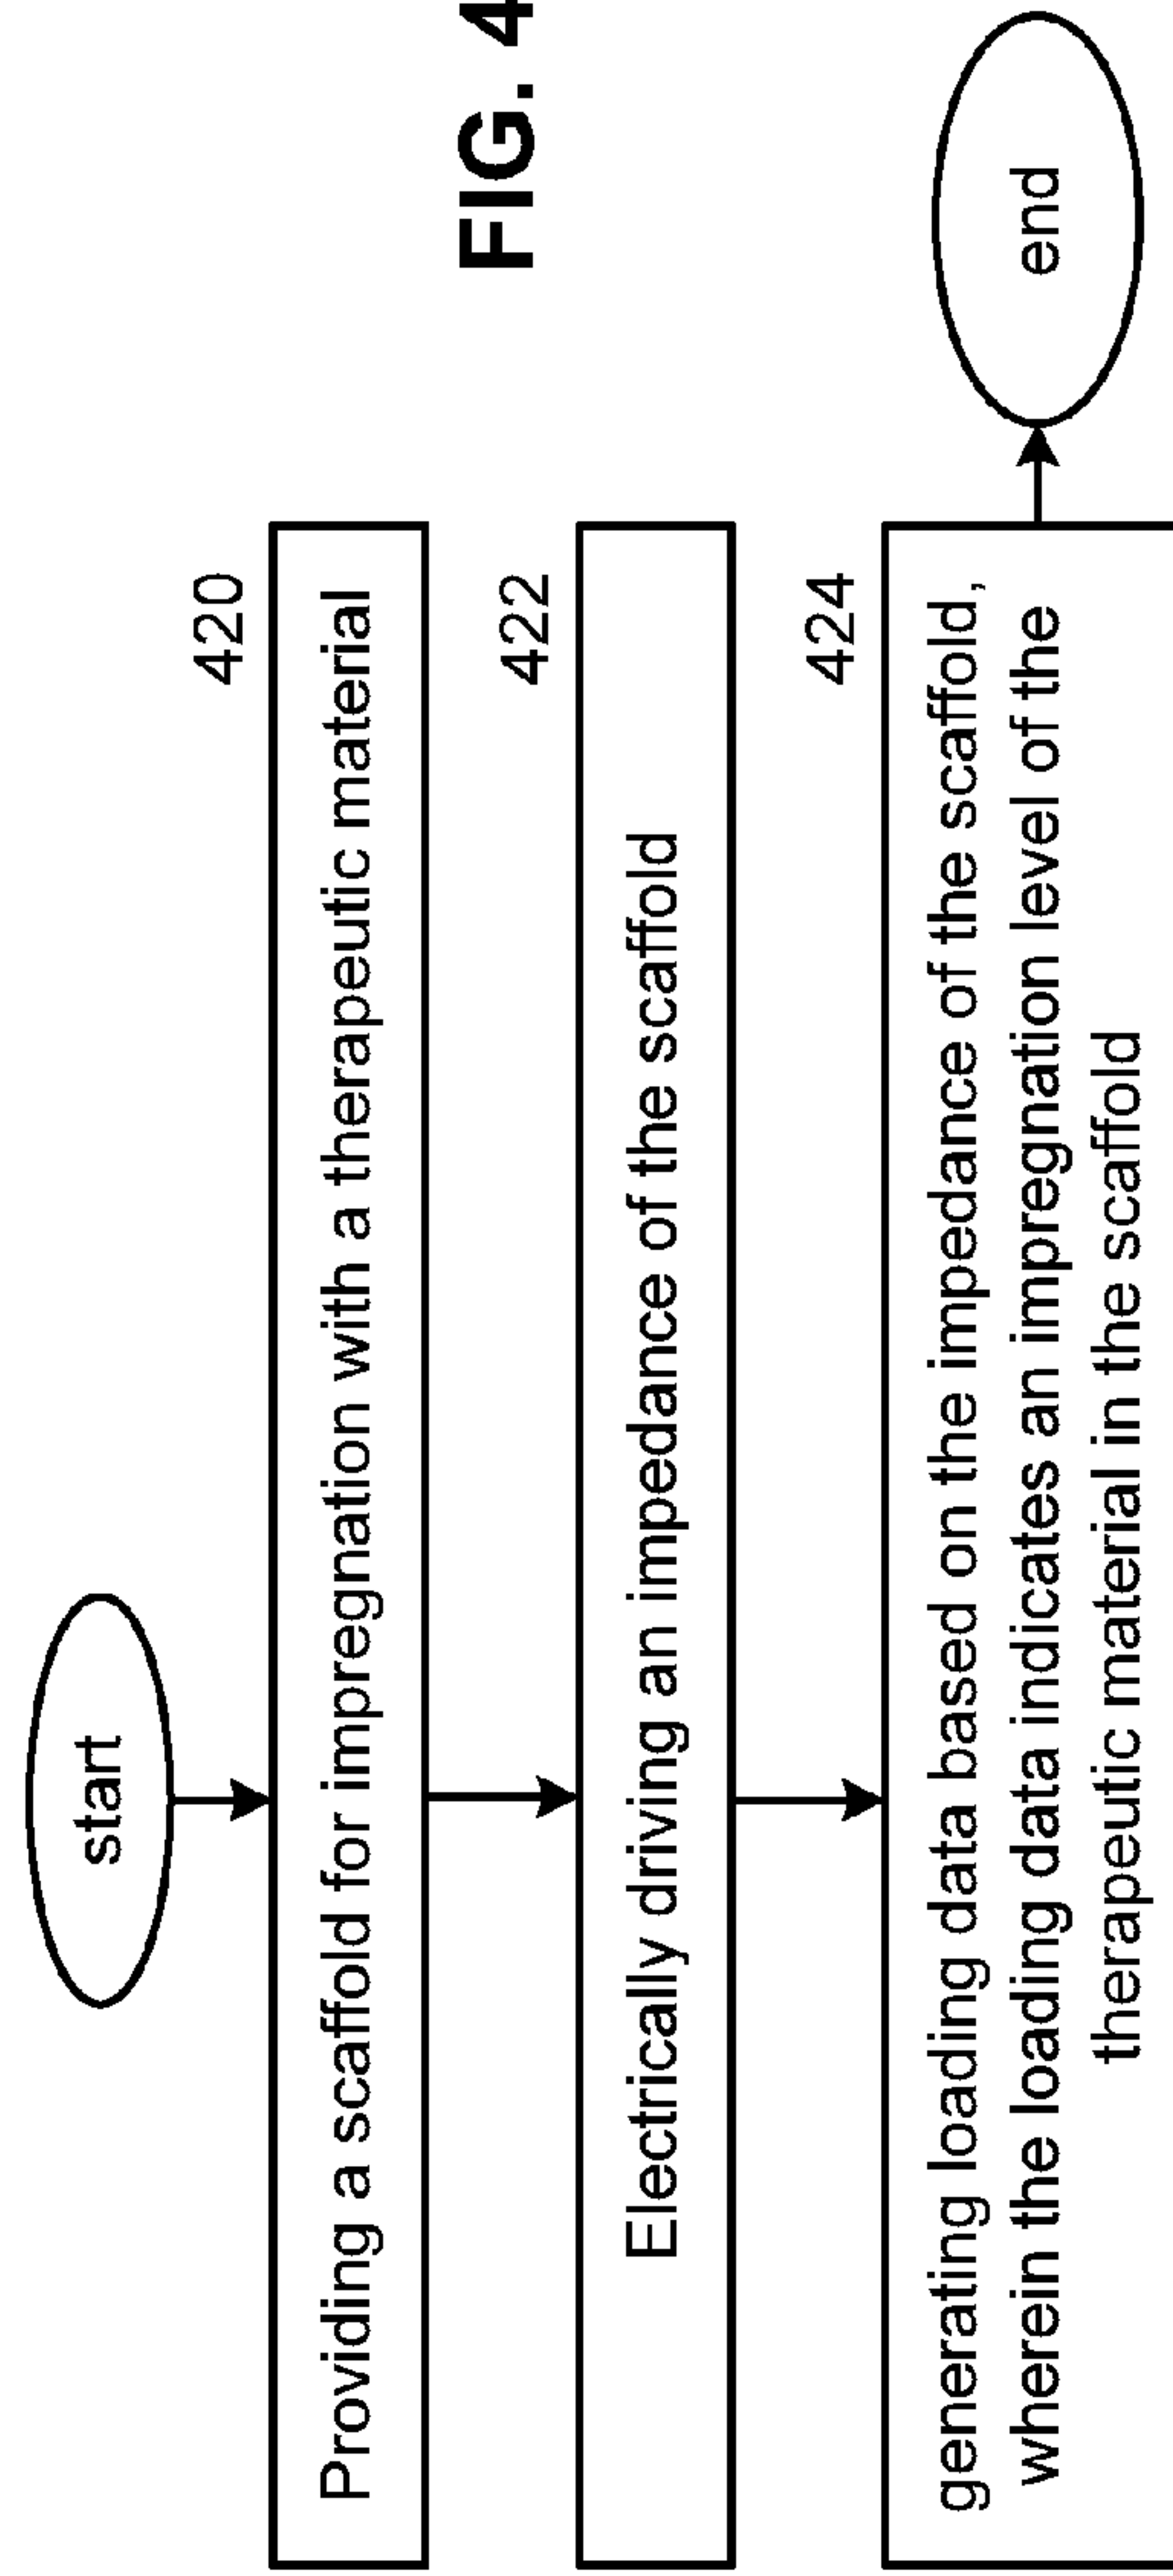 start
420
Providing a scaffold for impregnation with a therapeutic material
422
Electrically driving an impedance of the scaffold
424
generating loading data based on the impedance of the scaffold,
wherein the loading data indicates an impregnation level of the
therapeutic material in the scaffold
end
FIG. 4